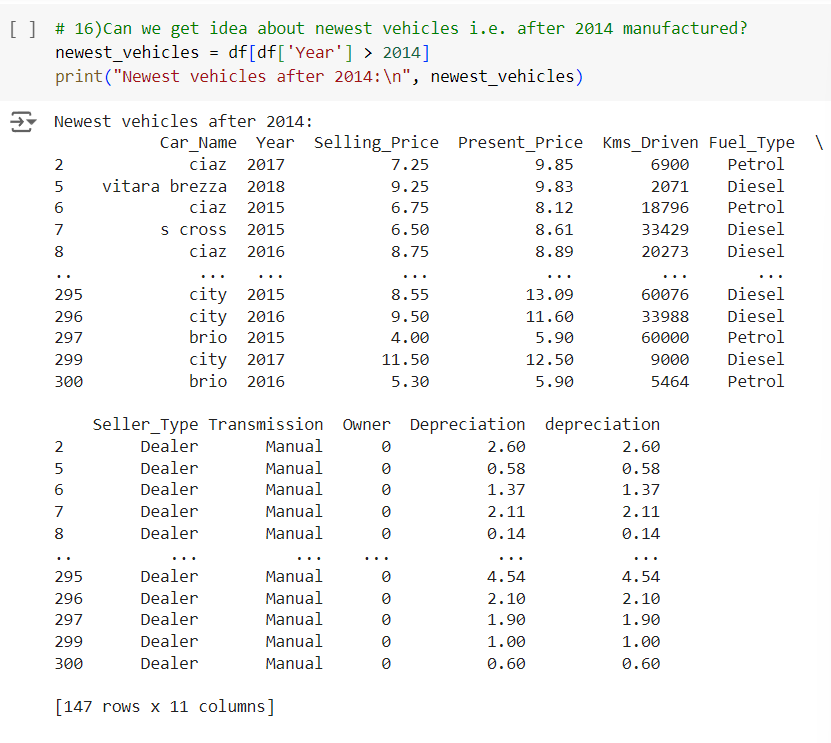 [ ] # 16)Can we get idea about newest vehicles i.e. after 2014 manufactured?
newest_vehicles = df[df['Year'] > 2014]
print("Newest vehicles after 2014:\n", newest_vehicles)
Newest vehicles after 2014:
Car_Name Year Selling_Price Present_Price Kms_Driven Fuel_Type \
2 ciaz 2017 7.25 9.85 6900 Petrol
5 vitara brezza 2018 9.25 9.83 2071 Diesel
6 ciaz 2015 6.75 8.12 18796 Petrol
7 s cross 2015 6.50 8.61 33429 Diesel
8 ciaz 2016 8.75 8.89 20273 Diesel
.. ... ... ... ... ... ...
295 city 2015 8.55 13.09 60076 Diesel
296 city 2016 9.50 11.60 33988 Diesel
297 brio 2015 4.00 5.90 60000 Petrol
299 city 2017 11.50 12.50 9000 Diesel
300 brio 2016 5.30 5.90 5464 Petrol
Seller_Type Transmission Owner Depreciation depreciation
2 Dealer Manual 0 2.60 2.60
5 Dealer Manual 0 0.58 0.58
6 Dealer Manual 0 1.37 1.37
7 Dealer Manual 0 2.11 2.11
8 Dealer Manual 0 0.14 0.14
.. ... ... ... ... ...
295 Dealer Manual 0 4.54 4.54
296 Dealer Manual 0 2.10 2.10
297 Dealer Manual 0 1.90 1.90
299 Dealer Manual 0 1.00 1.00
300 Dealer Manual 0 0.60 0.60
[147 rows x 11 columns]